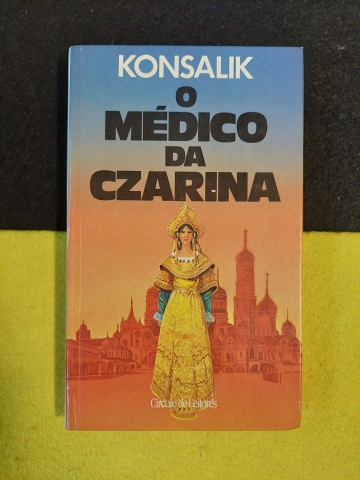 KONSALIK
O
MÉDICO
DA
CZARINA
Círculo de Leitores